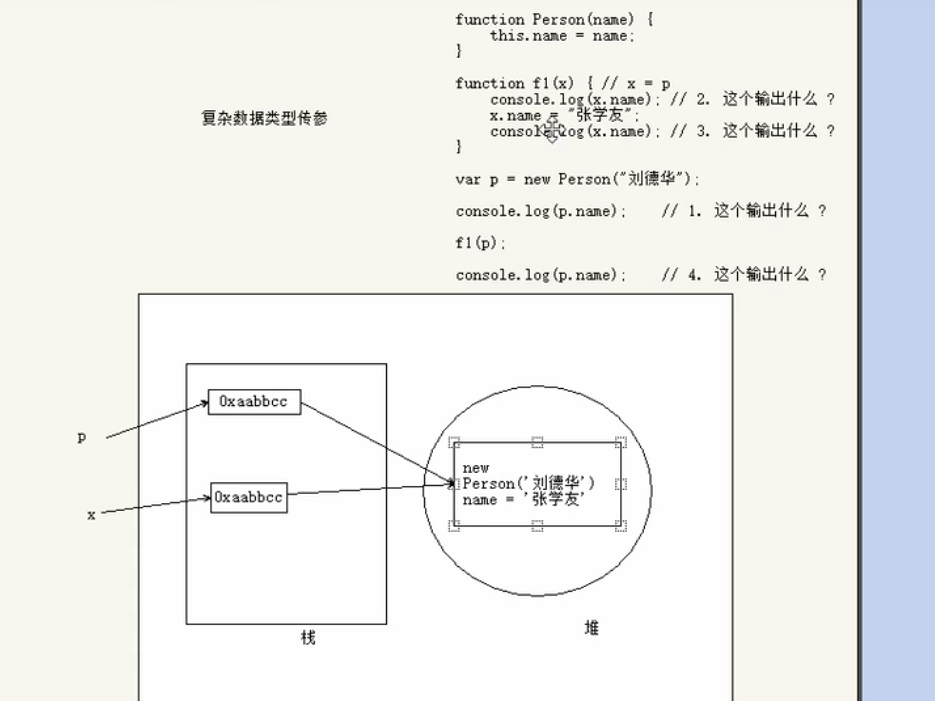 function Person(name) {
this.name = name;
}
function f1(x) { // x = p
console.log(x.name); // 2. 这个输出什么 ?
x.name = "张学友";
console.log(x.name); // 3. 这个输出什么 ?
}
复杂数据类型传参
var p = new Person("刘德华");
console.log(p.name); // 1. 这个输出什么 ?
f1(p);
console.log(p.name); // 4. 这个输出什么 ?
0xaabbcc
p
new
Person('刘德华')
name = '张学友'
0xaabbcc
x
栈
堆